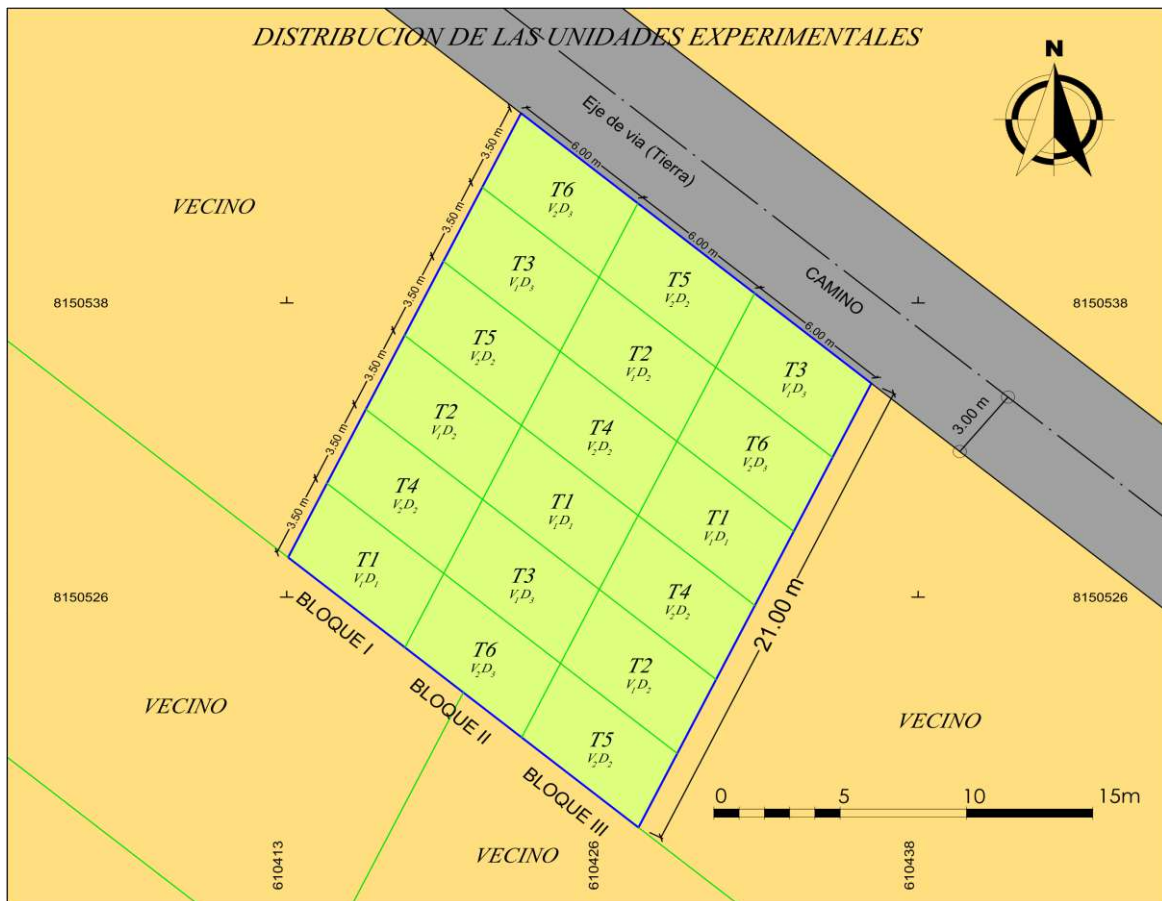 DISTRIBUCION DE LAS UNIDADES EXPERIMENTALES
N
Eje de via (Tierra)
CAMINO
3.00 m
6.00 m
6.00 m
6.00 m
3.50 m
3.50 m
3.50 m
3.50 m
3.50 m
3.50 m
21.00 m
VECINO
8150538
8150538
T6
V2D3
T3
V1D3
T5
V2D2
T2
V1D2
T4
V2D2
T1
V1D1
BLOQUE I
T5
V2D2
T2
V1D2
T4
V2D2
T1
V1D1
T3
V1D3
T6
V2D3
BLOQUE II
T3
V1D3
T6
V2D3
T1
V1D1
T4
V2D2
T2
V1D2
T5
V2D2
BLOQUE III
8150526
8150526
VECINO
VECINO
VECINO
0 5 10 15m
610413
610426
610438